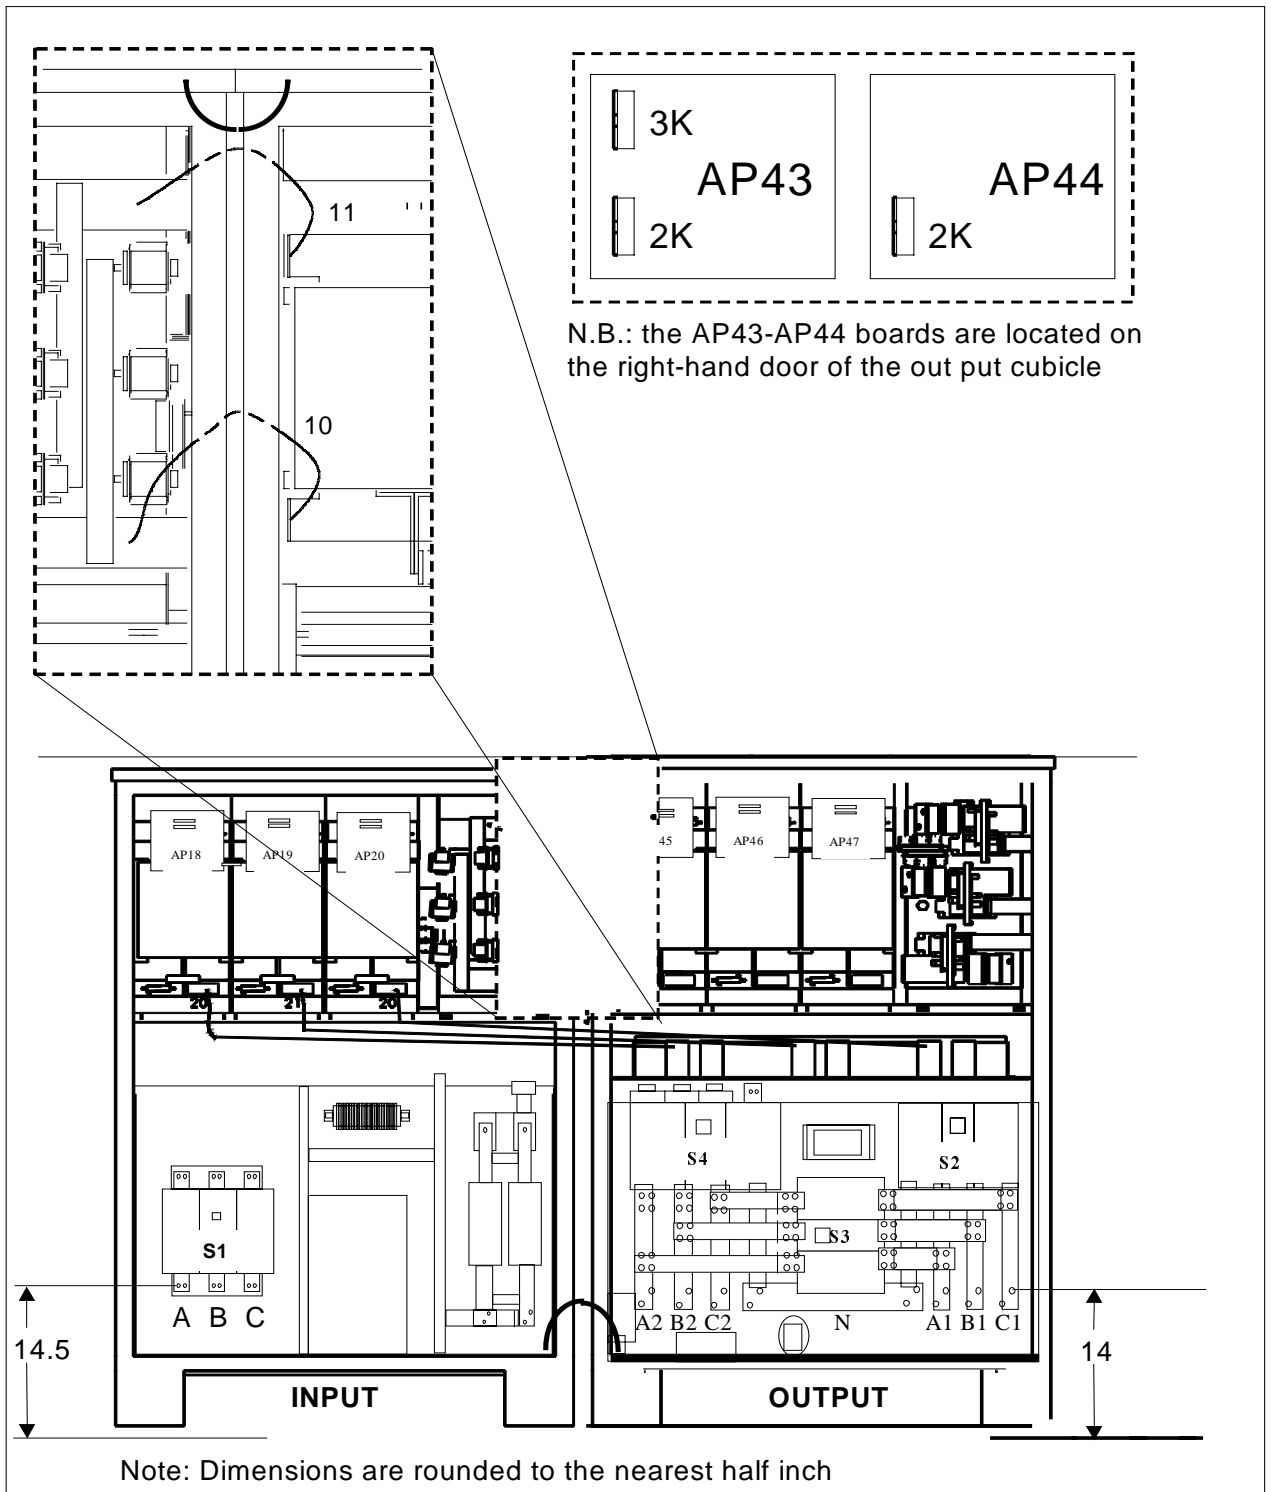 11
10
3K
AP43
2K
AP44
2K
N.B.: the AP43-AP44 boards are located on
the right-hand door of the out put cubicle
AP18
AP19
AP20
45
AP46
AP47
20
21
20
S1
A B C
S4
S2
S3
A2 B2 C2 N A1 B1 C1
14.5
14
INPUT
OUTPUT
Note: Dimensions are rounded to the nearest half inch